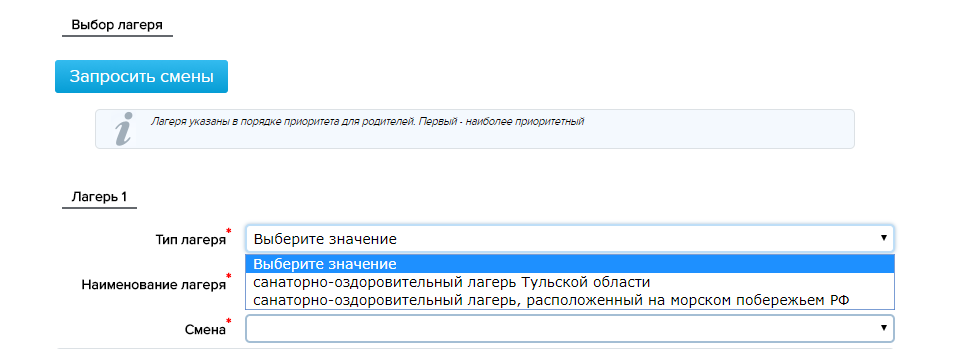 Выбор лагеря
Запросить смены
Лагеря указаны в порядке приоритета для родителей. Первый - наиболее приоритетный
Лагерь 1
Тип лагеря*
Выберите значение
Выберите значение
санаторно-оздоровительный лагерь Тульской области
Наименование лагеря*
санаторно-оздоровительный лагерь, расположенный на морском побережьем РФ
Смена*